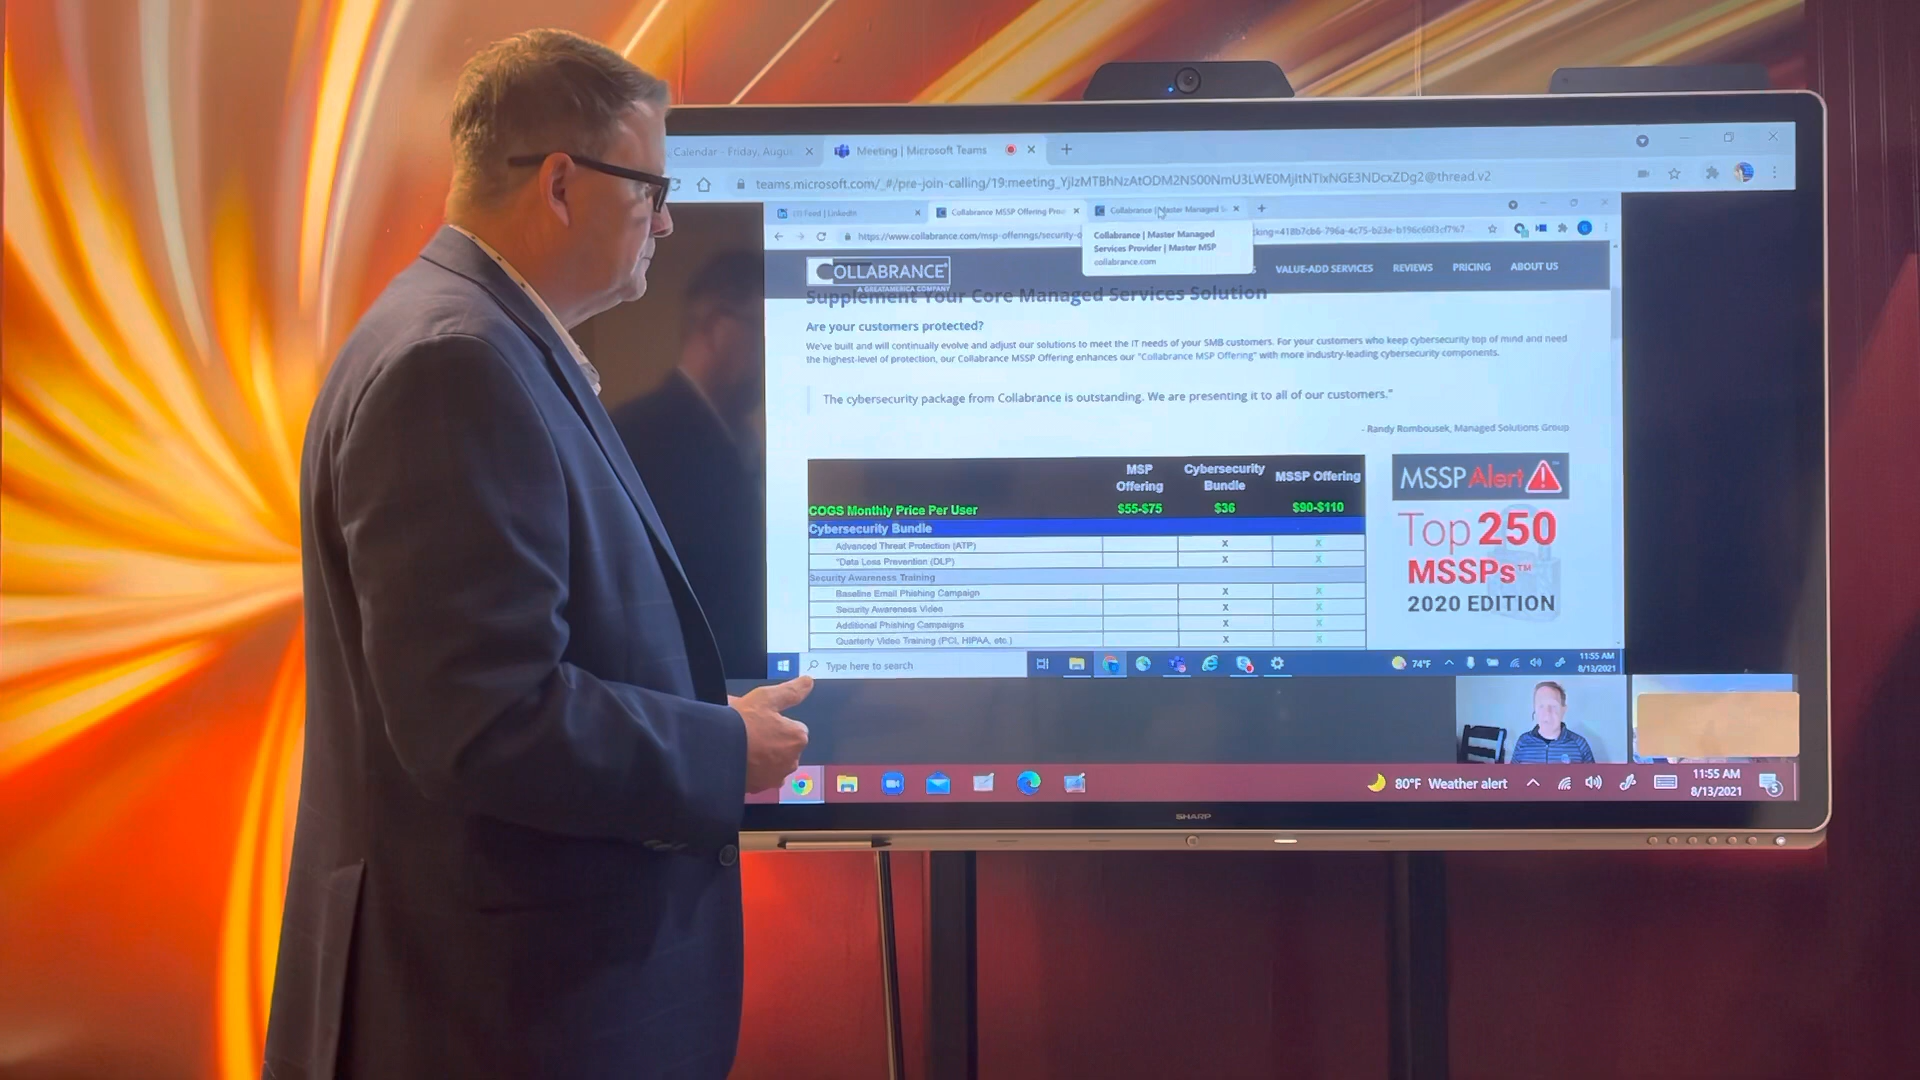 Calendar - Friday, Augu
Meeting | Microsoft Teams
teams.microsoft.com/_#/pre-join-calling/19:meeting_YjIzMTBhNzAtODM2NS00NmU3LWE0MjItNTIxNGE3NDcxZDg2@thread.v2
(1) Feed | LinkedIn
Collabrance MSSP Offering Pric
Collabrance | Master Managed S
https://www.collabrance.com/msp-offerings/security-o
Collabrance | Master Managed
Services Provider | Master MSP
collabrance.com
COLLABRANCE
A GREATAMERICA COMPANY
VALUE-ADD SERVICES
REVIEWS
PRICING
ABOUT US
Supplement Your Core Managed Services Solution
Are your customers protected?
We've built and will continually evolve and adjust our solutions to meet the IT needs of your SMB customers. For your customers who keep cybersecurity top of mind and need
the highest-level of protection, our Collabrance MSSP Offering enhances our "Collabrance MSP Offering" with more industry-leading cybersecurity components.
The cybersecurity package from Collabrance is outstanding. We are presenting it to all of our customers."
- Randy Rombousek, Managed Solutions Group
MSP Offering Cybersecurity Bundle MSSP Offering
COGS Monthly Price Per User $55-$75 $36 $90-$110
Cybersecurity Bundle
Advanced Threat Protection (ATP) X X
"Data Loss Prevention (DLP) X X
Security Awareness Training
Baseline Email Phishing Campaign X X
Security Awareness Video X X
Additional Phishing Campaigns X X
Quarterly Video Training (PCI, HIPAA, etc.) X X
MSSP Alert
Top 250
MSSPs™
2020 EDITION
Type here to search
74°F
11:55 AM
8/13/2021
80°F Weather alert
11:55 AM
8/13/2021
5
SHARP